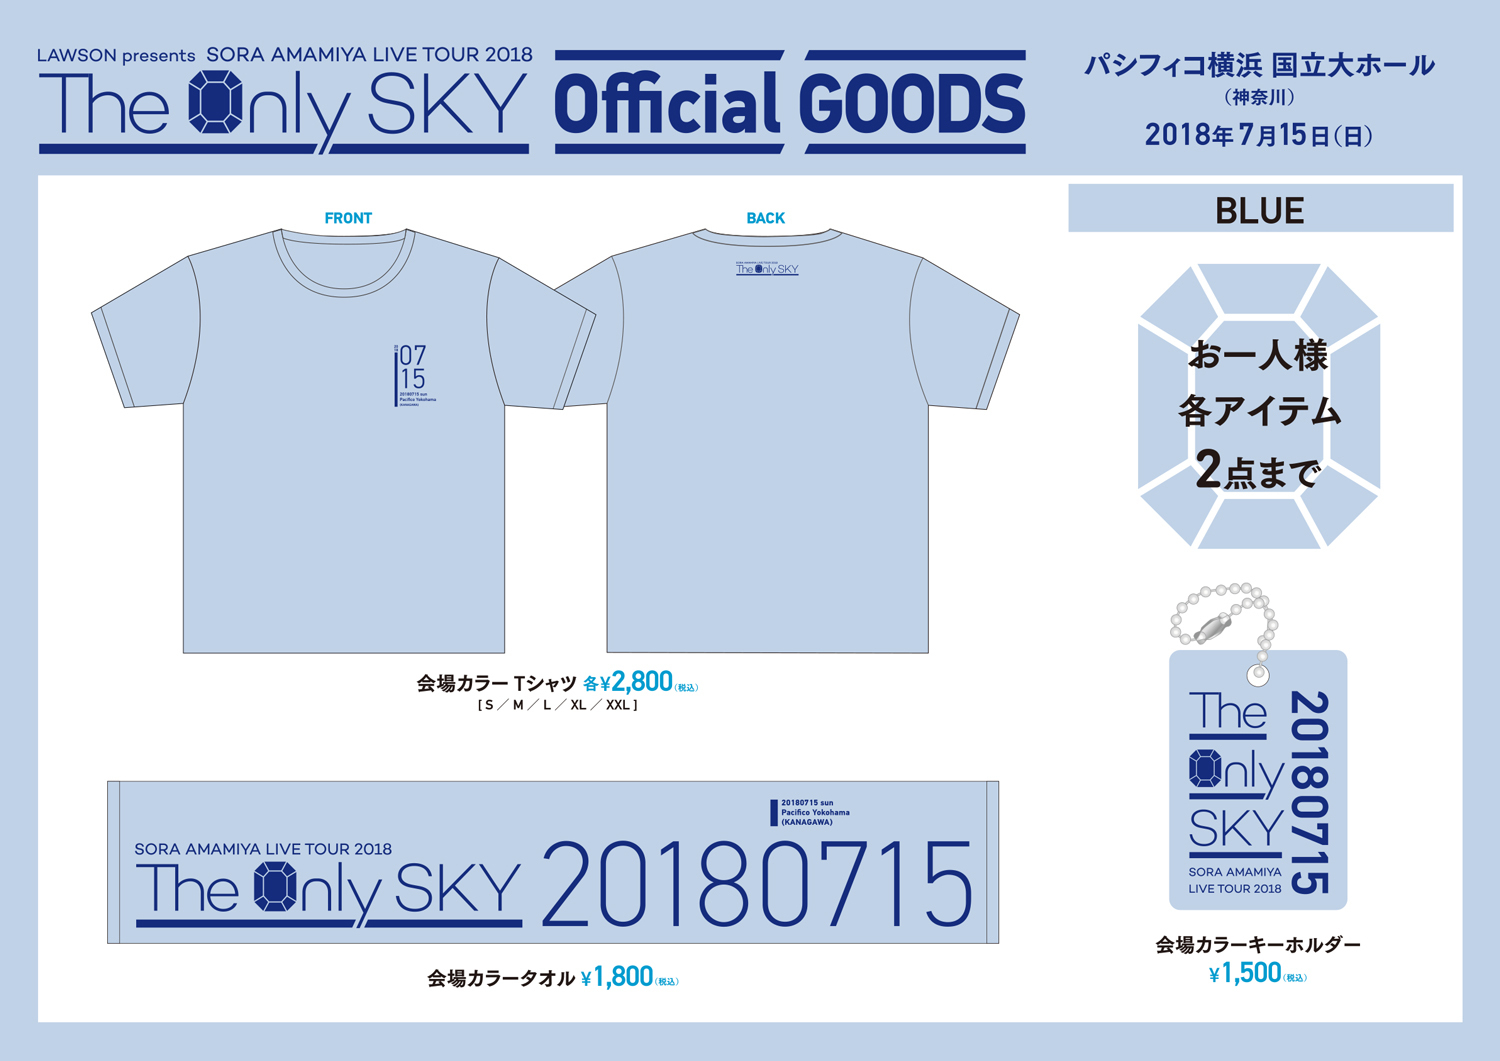 LAWSON presents SORA AMAMIYA LIVE TOUR 2018
The Only SKY
Official GOODS
パシフィコ横浜 国立大ホール
（神奈川）
2018年7月15日（日）
BLUE
お一人様
各アイテム
2点まで
FRONT
07
15
20180715 sun
Pacifico Yokohama
(KANAGAWA)
BACK
SORA AMAMIYA LIVE TOUR 2018
The Only SKY
会場カラー Tシャツ 各¥2,800（税込）
[ S ／ M ／ L ／ XL ／ XXL ]
20180715 sun
Pacifico Yokohama
(KANAGAWA)
SORA AMAMIYA LIVE TOUR 2018
The Only SKY
20180715
会場カラータオル ¥1,800（税込）
The
Only
SKY
SORA AMAMIYA
LIVE TOUR 2018
20180715
会場カラーキーホルダー
¥1,500（税込）